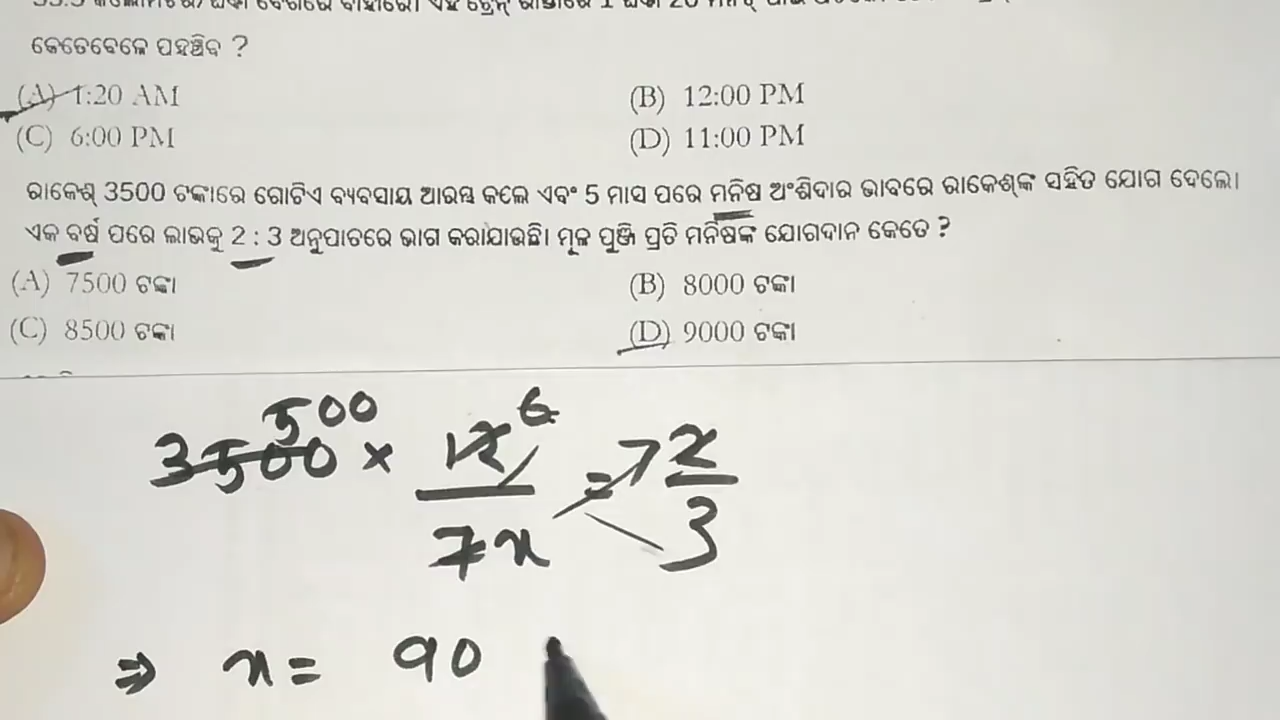 କେତେବେଳେ ପହଞ୍ଚିବ ?
(A) 1:20 AM (B) 12:00 PM
(C) 6:00 PM (D) 11:00 PM
ରାକେଶ୍ 3500 ଟଙ୍କାରେ ଗୋଟିଏ ବ୍ୟବସାୟ ଆରମ୍ଭ କଲେ ଏବଂ 5 ମାସ ପରେ ମନିଷ ଅଂଶିଦାର ଭାବରେ ରାକେଶ୍‌ଙ୍କ ସହିତ ଯୋଗ ଦେଲେ।
ଏକ ବର୍ଷ ପରେ ଲାଭକୁ 2 : 3 ଅନୁପାତରେ ଭାଗ କରାଯାଉଛି। ମୂଳ ପୁଞ୍ଜି ପ୍ରତି ମନିଷଙ୍କ ଯୋଗଦାନ କେତେ ?
(A) 7500 ଟଙ୍କା (B) 8000 ଟଙ୍କା
(C) 8500 ଟଙ୍କା (D) 9000 ଟଙ୍କା
500 6
3500 × 12 = 2
7x 3
⇒ x = 90